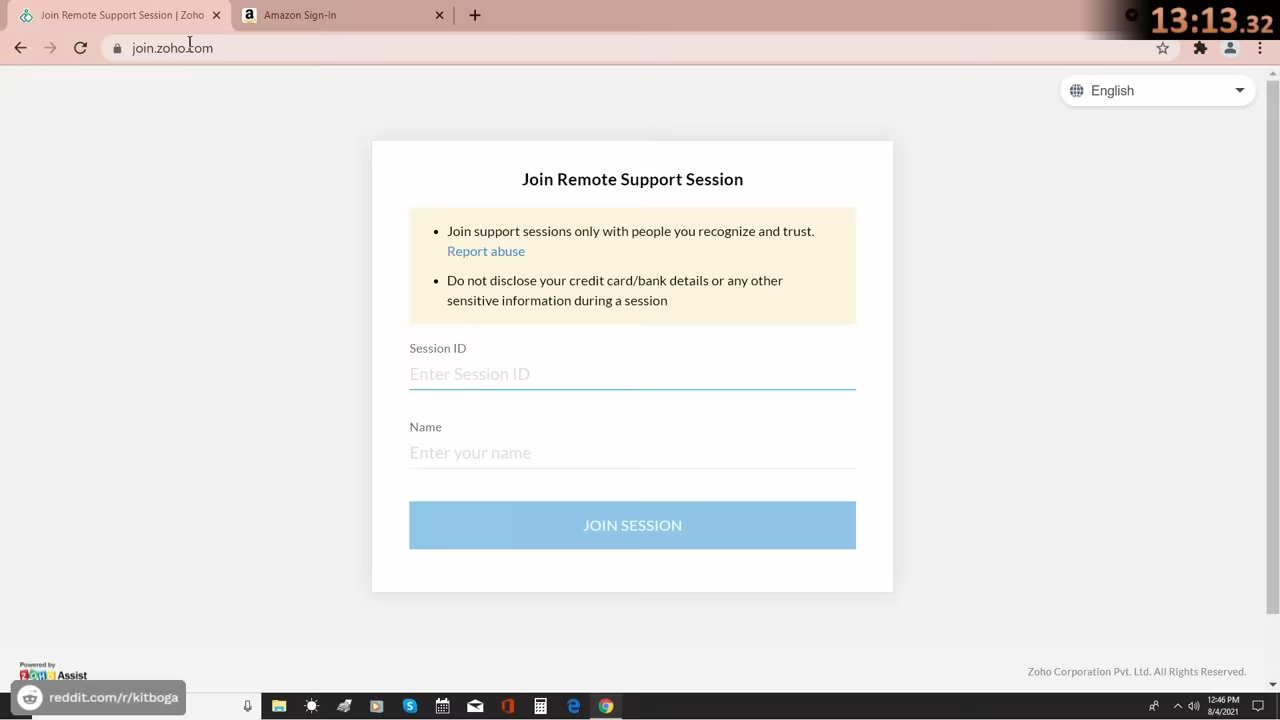 Join Remote Support Session | Zoho
Amazon Sign-In
13:13.32
join.zoho.com
English
Join Remote Support Session
Join support sessions only with people you recognize and trust.
Report abuse
Do not disclose your credit card/bank details or any other
sensitive information during a session
Session ID
Enter Session ID
Name
Enter your name
JOIN SESSION
Powered by
ZOHO Assist
Zoho Corporation Pvt. Ltd. All Rights Reserved.
reddit.com/r/kitboga
12:46 PM
8/4/2021